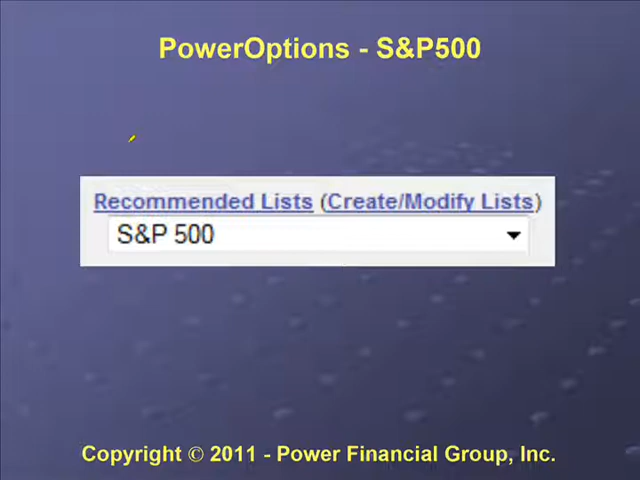 PowerOptions - S&P500
Recommended Lists (Create/Modify Lists)
S&P 500
Copyright © 2011 - Power Financial Group, Inc.